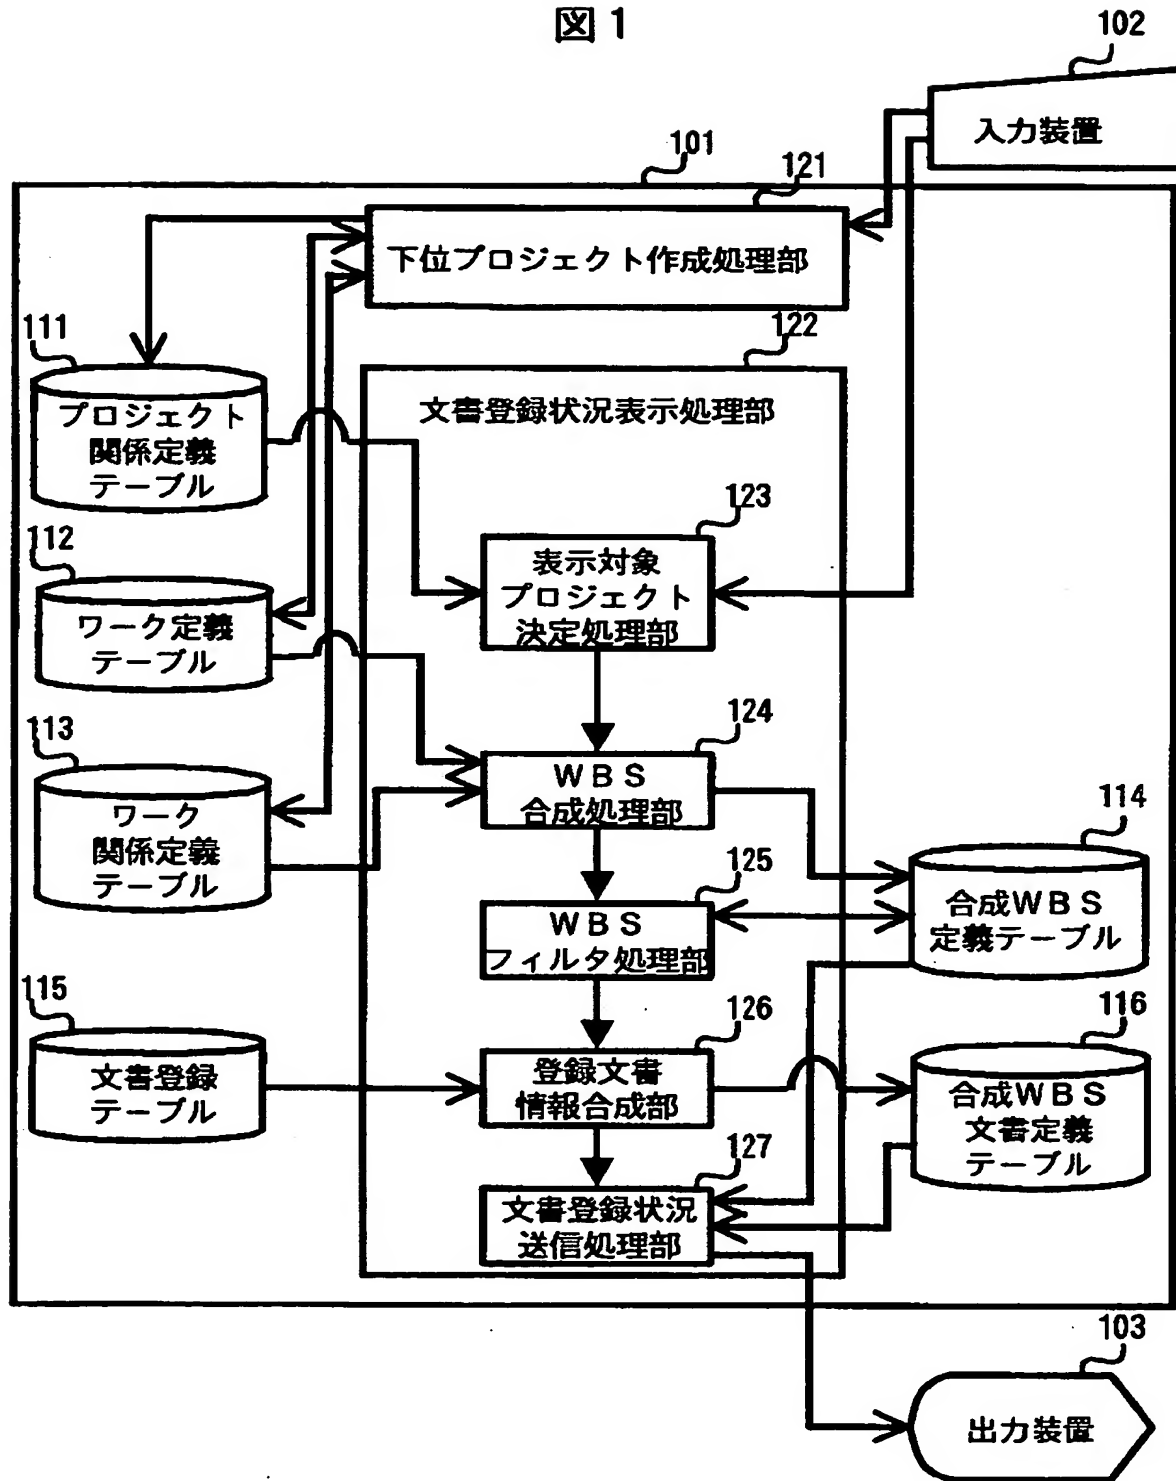 図1
102
入力装置
101
121
下位プロジェクト作成処理部
111
プロジェクト
関係定義
テーブル
122
文書登録状況表示処理部
123
表示対象
プロジェクト
決定処理部
112
ワーク定義
テーブル
113
ワーク
関係定義
テーブル
124
WBS
合成処理部
114
合成WBS
定義テーブル
125
WBS
フィルタ処理部
115
文書登録
テーブル
126
登録文書
情報合成部
116
合成WBS
文書定義
テーブル
127
文書登録状況
送信処理部
103
出力装置